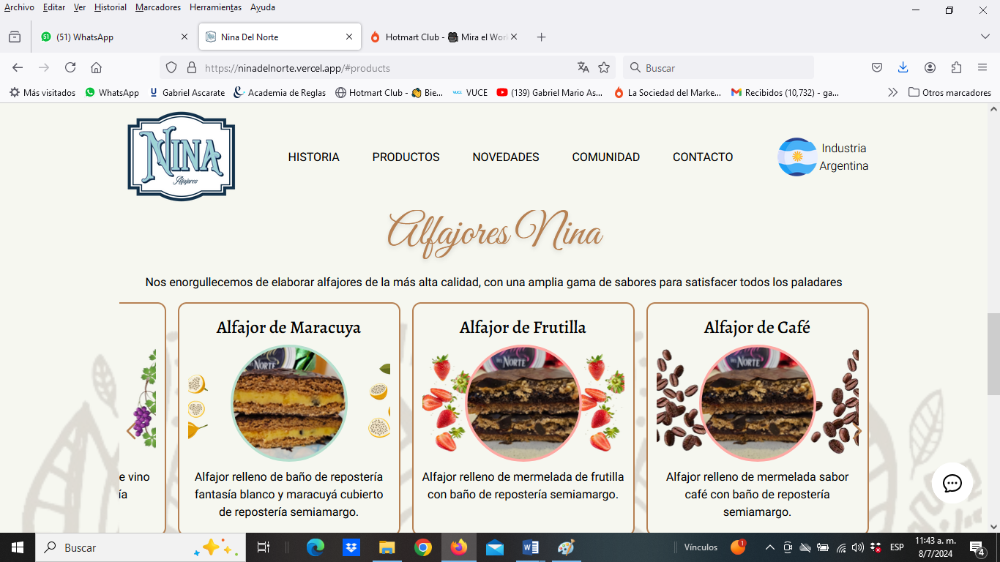 Archivo Editar Ver Historial Marcadores Herramientas Ayuda
(51) WhatsApp
Nina Del Norte
Hotmart Club - 🎥 Mira el Worl
https://ninadelnorte.vercel.app/#products
Buscar
Más visitados
WhatsApp
Gabriel Ascarate
Academia de Reglas
Hotmart Club - 👏 Bie...
VUCE
(139) Gabriel Mario As...
La Sociedad del Marke...
Recibidos (10,732) - ga...
Otros marcadores
NINA
Alfajores
HISTORIA PRODUCTOS NOVEDADES COMUNIDAD CONTACTO
Industria
Argentina
Alfajores Nina
Nos enorgullecemos de elaborar alfajores de la más alta calidad, con una amplia gama de sabores para satisfacer todos los paladares
e vino
ía
Alfajor de Maracuya
NORTE
Alfajor relleno de baño de repostería
fantasía blanco y maracuyá cubierto
de repostería semiamargo.
Alfajor de Frutilla
DEL NORTE
Alfajor relleno de mermelada de frutilla
con baño de repostería semiamargo.
Alfajor de Café
DEL NORTE
Alfajor relleno de mermelada sabor
café con baño de repostería
semiamargo.
Buscar
Vínculos
1
ESP
11:43 a. m.
8/7/2024
4